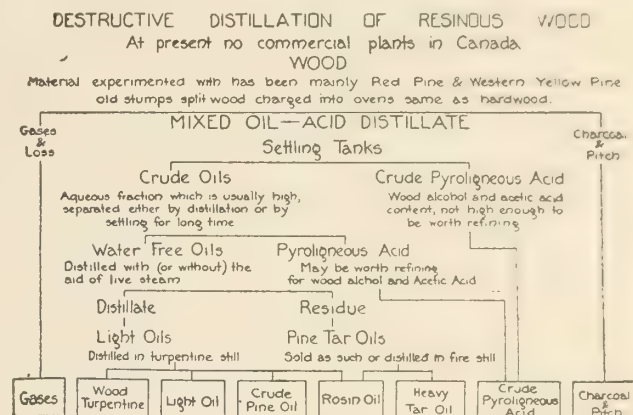 DESTRUCTIVE DISTILLATION OF RESINOUS WOOD
At present no commercial plants in Canada
WOOD
Material experimented with has been mainly Red Pine & Western Yellow Pine
old stumps split wood charged into ovens same as hardwood.
Gases
&
Loss
MIXED OIL—ACID DISTILLATE
Charcoal
&
Pitch
Settling Tanks
Crude Oils
Aqueous fraction which is usually high,
separated either by distillation or by
settling for long time
Crude Pyroligneous Acid
Wood alcohol and acetic acid
content, not high enough to
be worth refining
Water Free Oils
Distilled with (or without) the
aid of live steam
Pyroligneous Acid
May be worth refining
for wood alchol and Acetic Acid
Distillate
Residue
Light Oils
Distilled in turpentine still
Pine Tar Oils
Sold as such or distilled in fire still
Gases
Wood
Turpentine
Light Oil
Crude
Pine Oil
Rosin Oil
Heavy
Tar Oil
Crude
Pyroligneous
Acid
Charcoal
&
Pitch